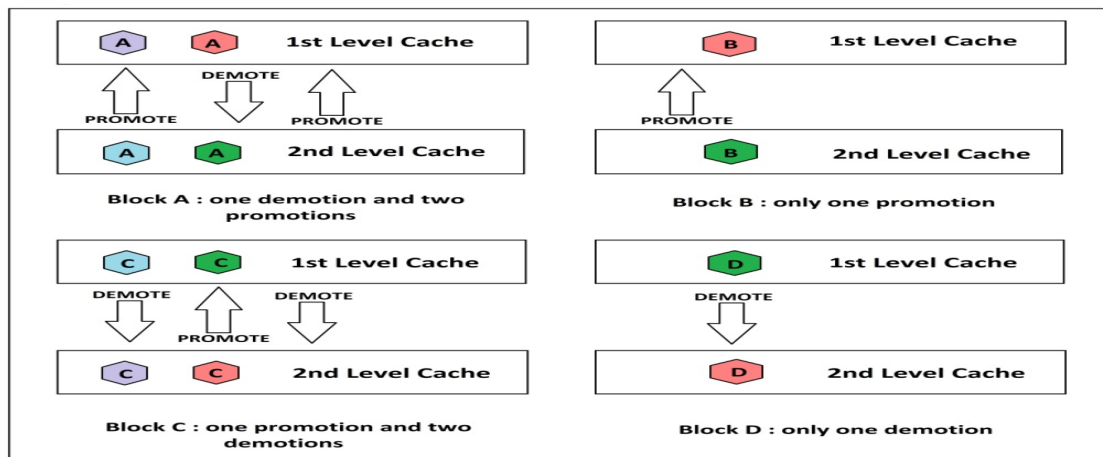 A A 1st Level Cache
DEMOTE
PROMOTE PROMOTE
A A 2nd Level Cache
Block A : one demotion and two
promotions
B 1st Level Cache
PROMOTE
B 2nd Level Cache
Block B : only one promotion
C C 1st Level Cache
DEMOTE DEMOTE
PROMOTE
C C 2nd Level Cache
Block C : one promotion and two
demotions
D 1st Level Cache
DEMOTE
D 2nd Level Cache
Block D : only one demotion